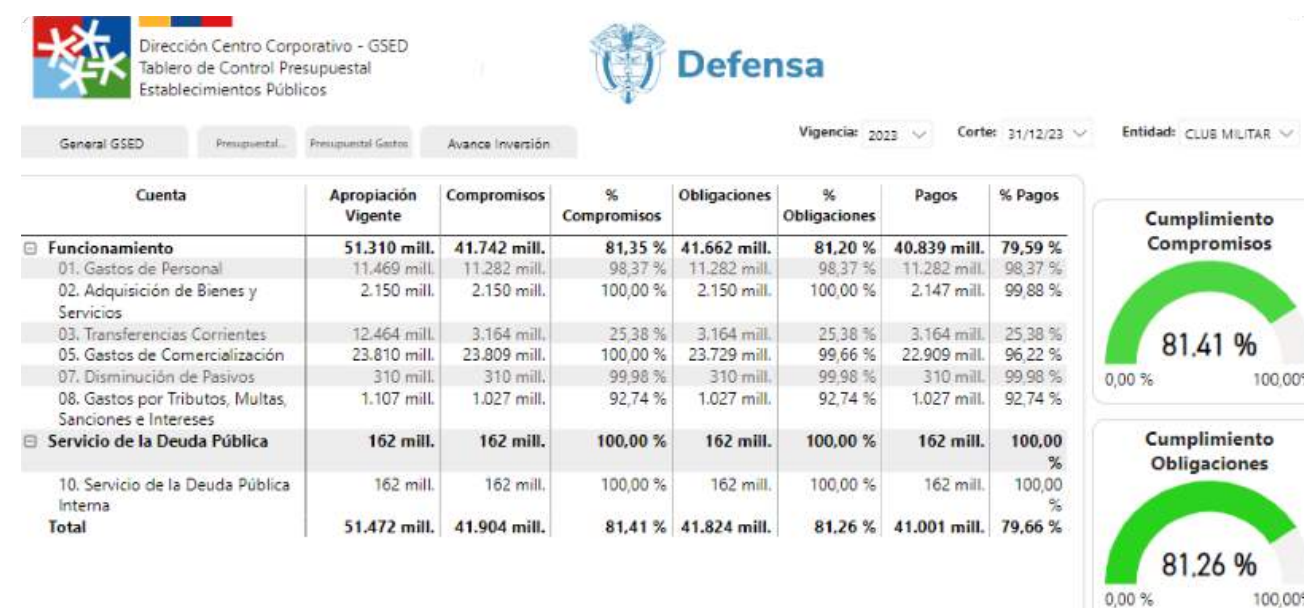 Dirección Centro Corporativo - GSED
Tablero de Control Presupuestal
Establecimientos Públicos
Defensa
General GSED
Presupuestal...
Presupuestal Gastos
Avance Inversión
Vigencia: 2023
Corte: 31/12/23
Entidad: CLUB MILITAR
Cuenta Apropiación Vigente Compromisos % Compromisos Obligaciones % Obligaciones Pagos % Pagos
Funcionamiento 51.310 mill. 41.742 mill. 81,35 % 41.662 mill. 81,20 % 40.839 mill. 79,59 %
01. Gastos de Personal 11.469 mill. 11.282 mill. 98,37 % 11.282 mill. 98,37 % 11.282 mill. 98,37 %
02. Adquisición de Bienes y 2.150 mill. 2.150 mill. 100,00 % 2.150 mill. 100,00 % 2.147 mill. 99,88 %
Servicios
03. Transferencias Corrientes 12.464 mill. 3.164 mill. 25,38 % 3.164 mill. 25,38 % 3.164 mill. 25,38 %
05. Gastos de Comercialización 23.810 mill. 23.809 mill. 100,00 % 23.729 mill. 99,66 % 22.909 mill. 96,22 %
07. Disminución de Pasivos 310 mill. 310 mill. 99,98 % 310 mill. 99,98 % 310 mill. 99,98 %
08. Gastos por Tributos, Multas, 1.107 mill. 1.027 mill. 92,74 % 1.027 mill. 92,74 % 1.027 mill. 92,74 %
Sanciones e Intereses
Servicio de la Deuda Pública 162 mill. 162 mill. 100,00 % 162 mill. 100,00 % 162 mill. 100,00
%
10. Servicio de la Deuda Pública 162 mill. 162 mill. 100,00 % 162 mill. 100,00 % 162 mill. 100,00
Interna %
Total 51.472 mill. 41.904 mill. 81,41 % 41.824 mill. 81,26 % 41.001 mill. 79,66 %
Cumplimiento
Compromisos
81,41 %
0,00 % 100,00%
Cumplimiento
Obligaciones
81,26 %
0,00 % 100,00%